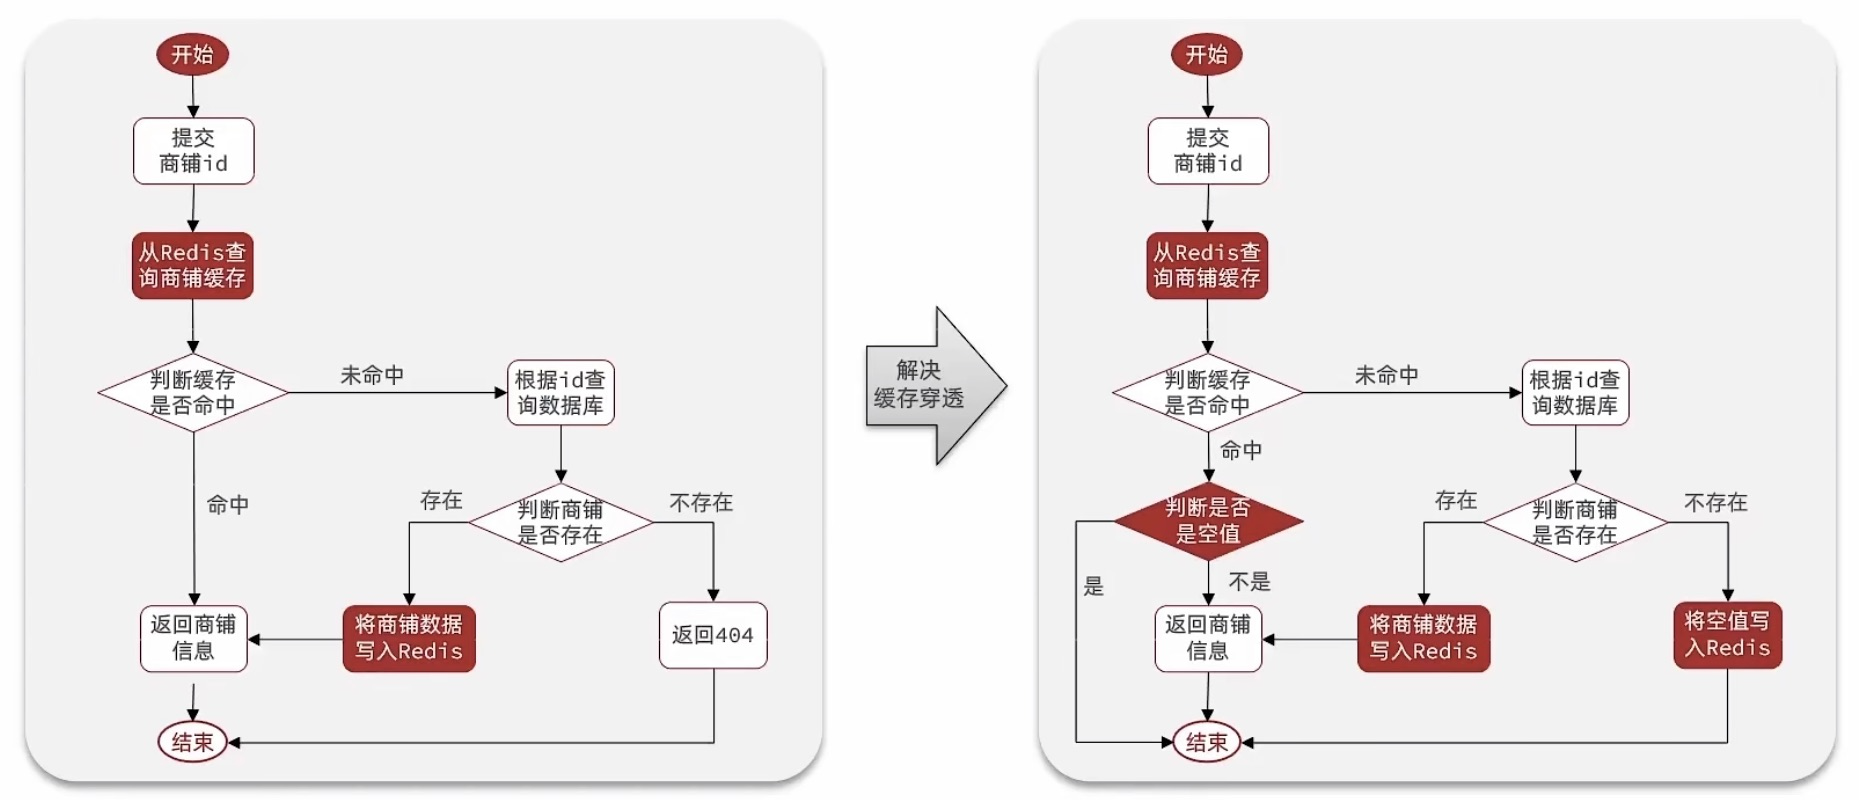 开始
提交
商铺id
从Redis查
询商铺缓存
判断缓存
是否命中
未命中
根据id查
询数据库
命中
存在
判断商铺
是否存在
不存在
返回商铺
信息
将商铺数据
写入Redis
返回404
结束
解决
缓存穿透
开始
提交
商铺id
从Redis查
询商铺缓存
判断缓存
是否命中
未命中
根据id查
询数据库
命中
判断是否
是空值
存在
判断商铺
是否存在
不存在
是
不是
返回商铺
信息
将商铺数据
写入Redis
将空值写
入Redis
结束